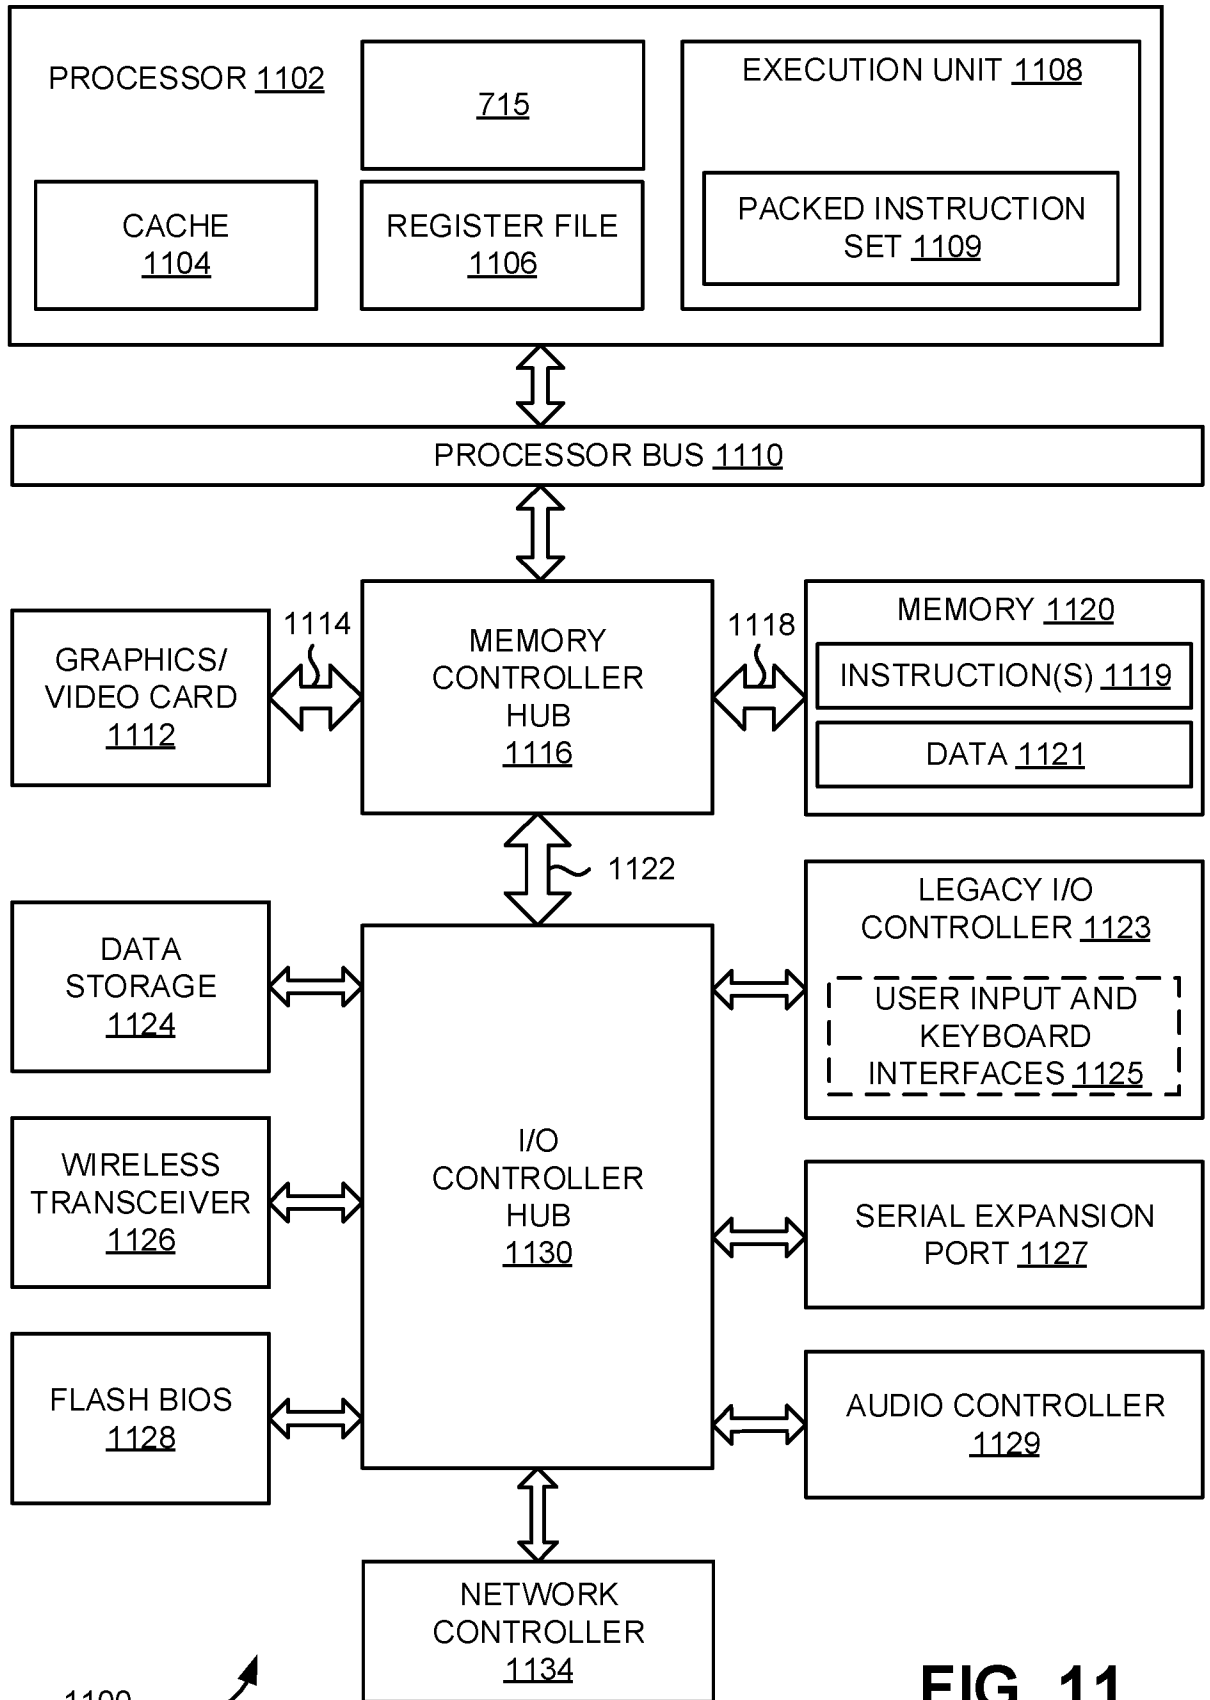 PROCESSOR 1102
715
EXECUTION UNIT 1108
CACHE
1104
REGISTER FILE
1106
PACKED INSTRUCTION
SET 1109
PROCESSOR BUS 1110
GRAPHICS/
VIDEO CARD
1112
1114
MEMORY
CONTROLLER
HUB
1116
1118
MEMORY 1120
INSTRUCTION(S) 1119
DATA 1121
1122
DATA
STORAGE
1124
LEGACY I/O
CONTROLLER 1123
USER INPUT AND
KEYBOARD
INTERFACES 1125
WIRELESS
TRANSCEIVER
1126
I/O
CONTROLLER
HUB
1130
SERIAL EXPANSION
PORT 1127
FLASH BIOS
1128
AUDIO CONTROLLER
1129
NETWORK
CONTROLLER
1134
1100
FIG. 11